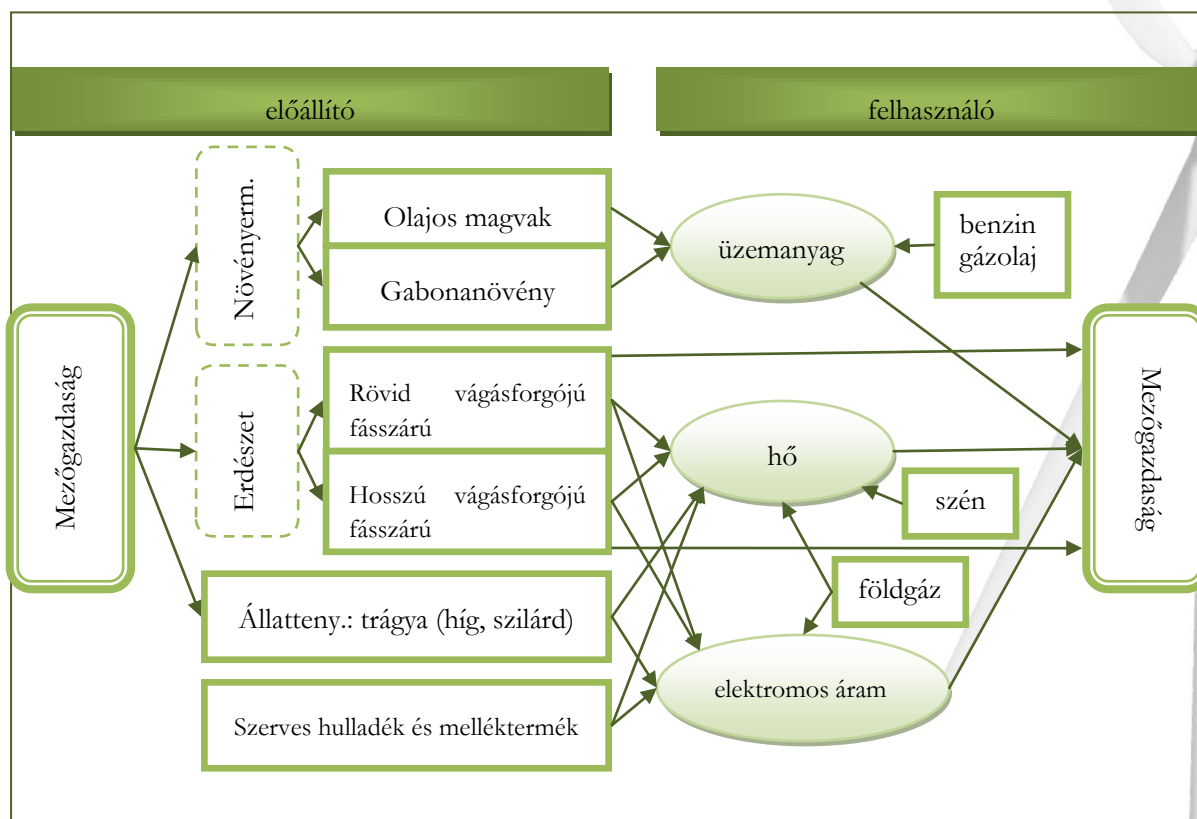 előállító
felhasználó
Mezőgazdaság
Növényterm.
Olajos magvak
Gabonanövény
üzemanyag
benzin
gázolaj
Erdészet
Rövid vágásforgójú
fásszárú
Hosszú vágásforgójú
fásszárú
hő
szén
földgáz
Mezőgazdaság
Állatteny.: trágya (híg, szilárd)
elektromos áram
Szerves hulladék és melléktermék